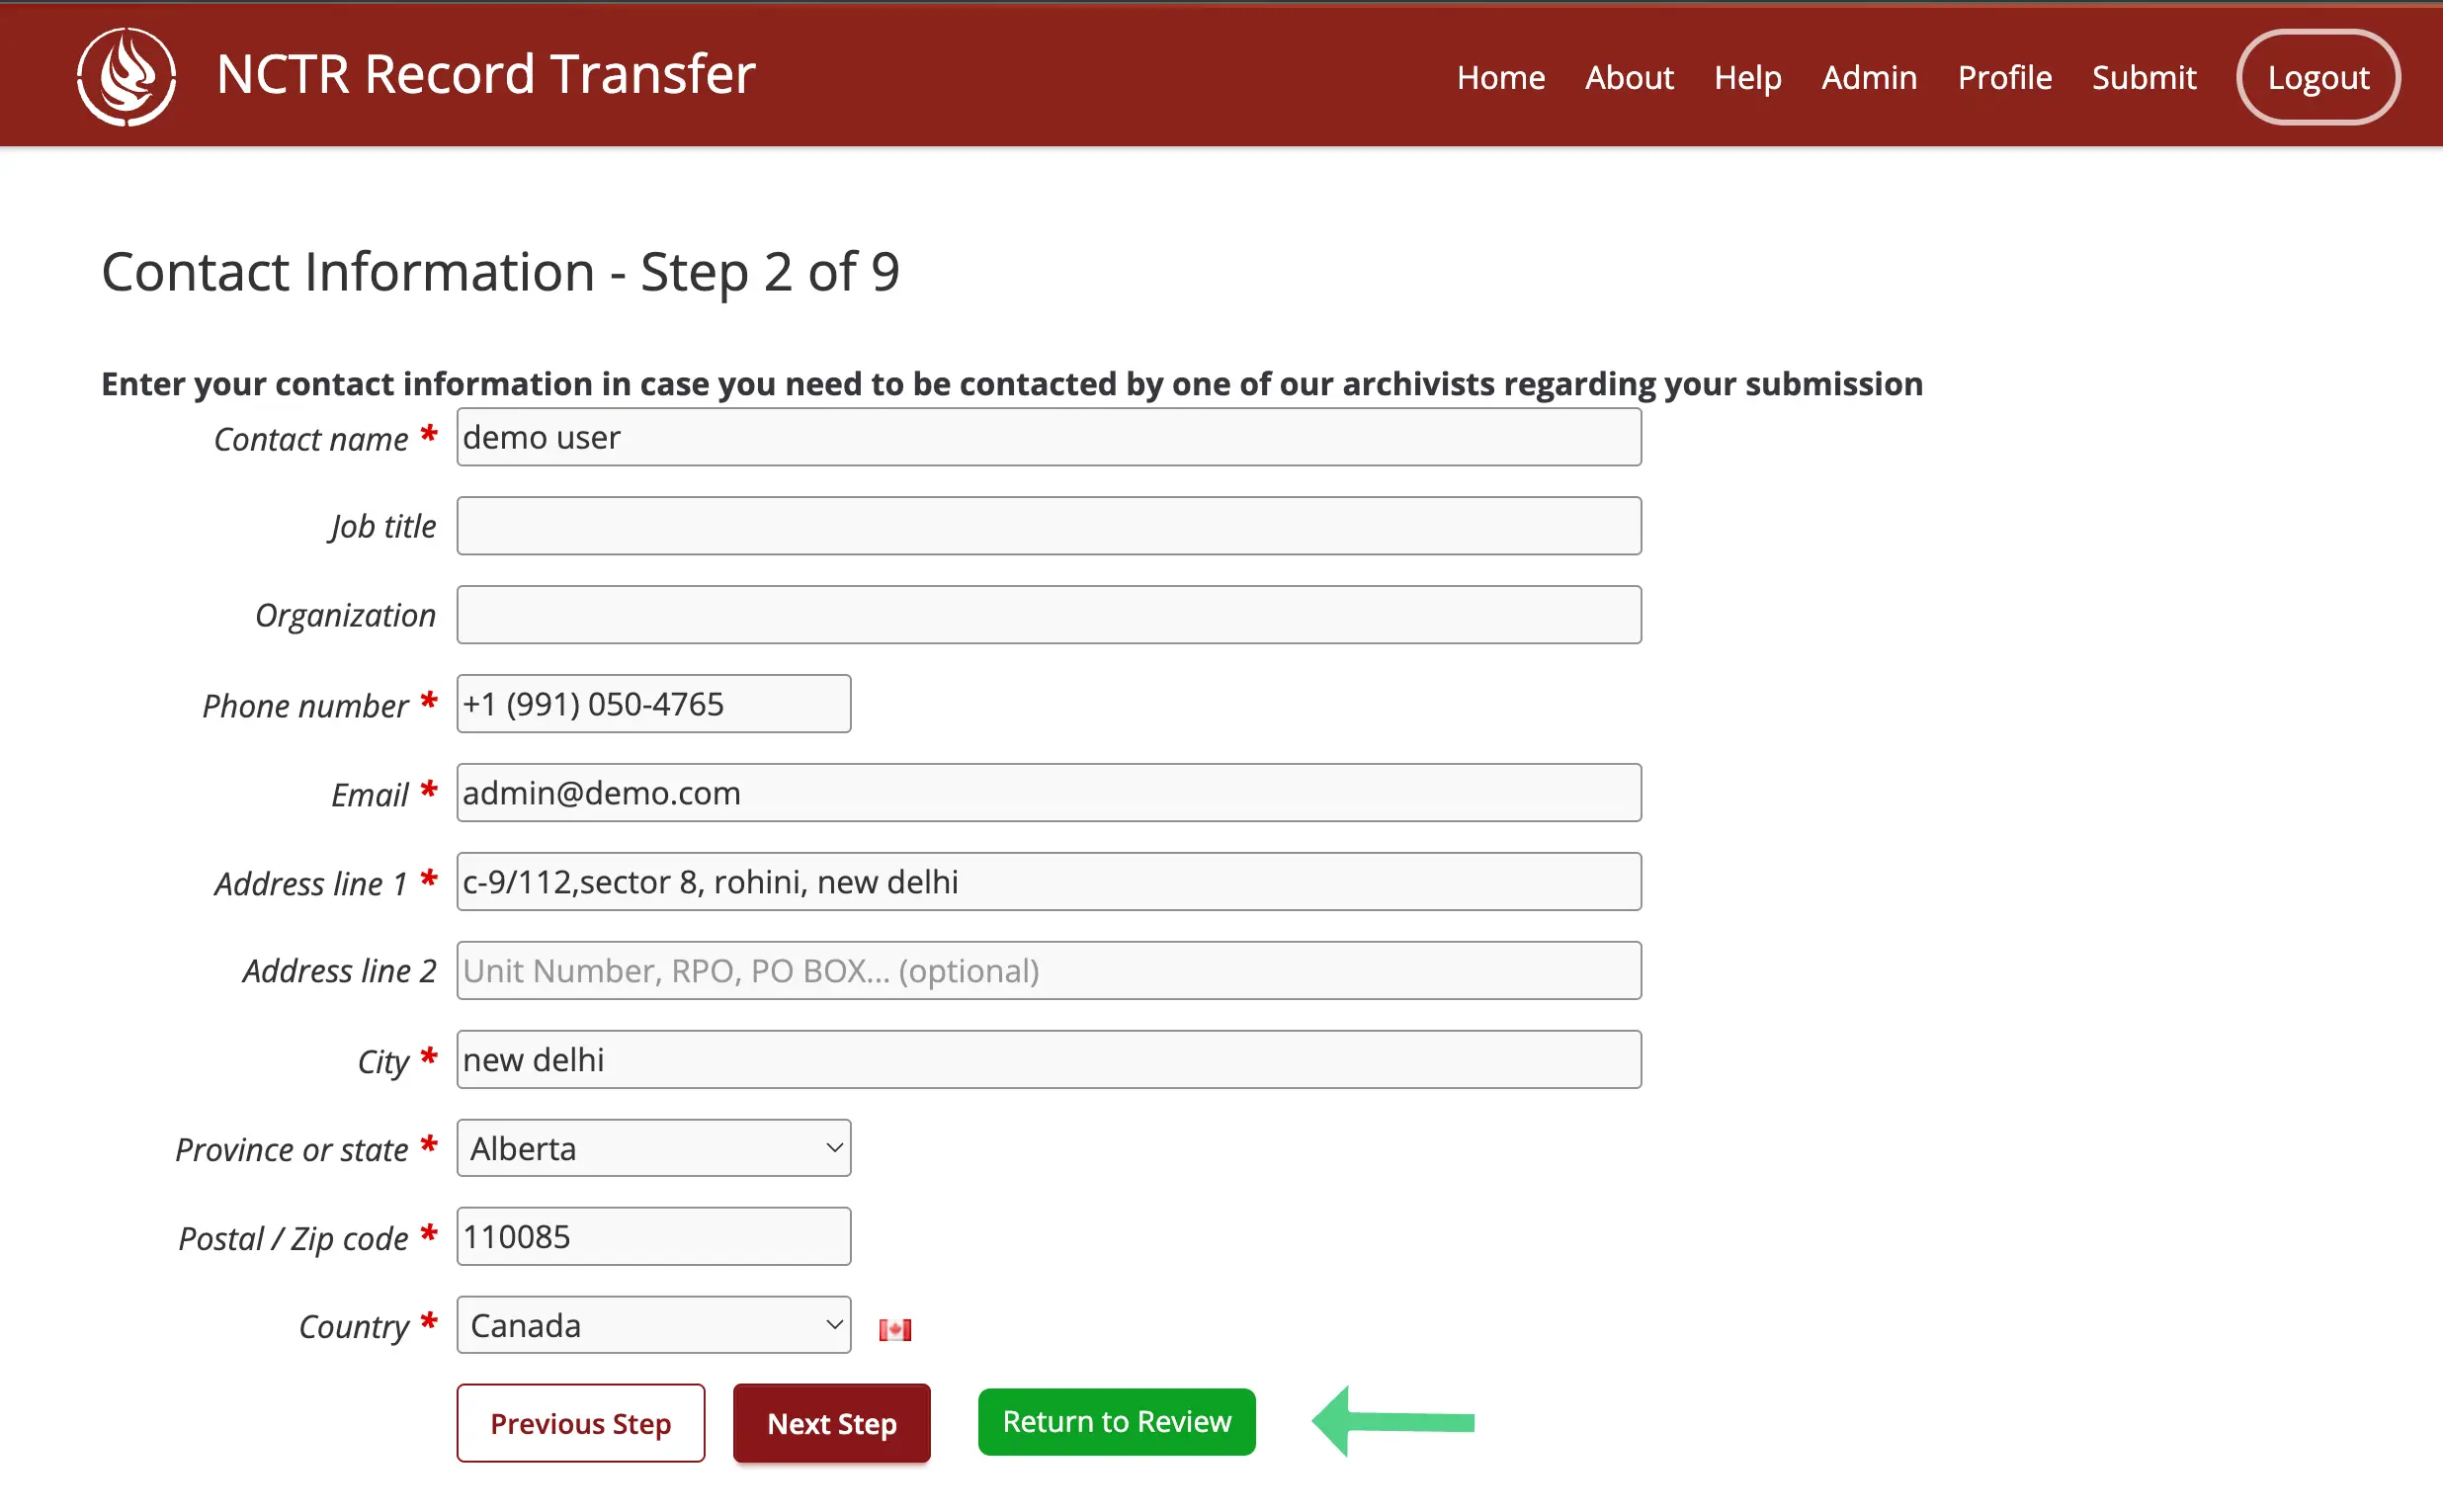 NCTR Record Transfer Home About Help Admin Profile Submit Logout
Contact Information - Step 2 of 9
Enter your contact information in case you need to be contacted by one of our archivists regarding your submission
Contact name * demo user
Job title
Organization
Phone number * +1 (991) 050-4765
Email * admin@demo.com
Address line 1 * c-9/112,sector 8, rohini, new delhi
Address line 2 Unit Number, RPO, PO BOX... (optional)
City * new delhi
Province or state * Alberta
Postal / Zip code * 110085
Country * Canada
Previous Step Next Step Return to Review